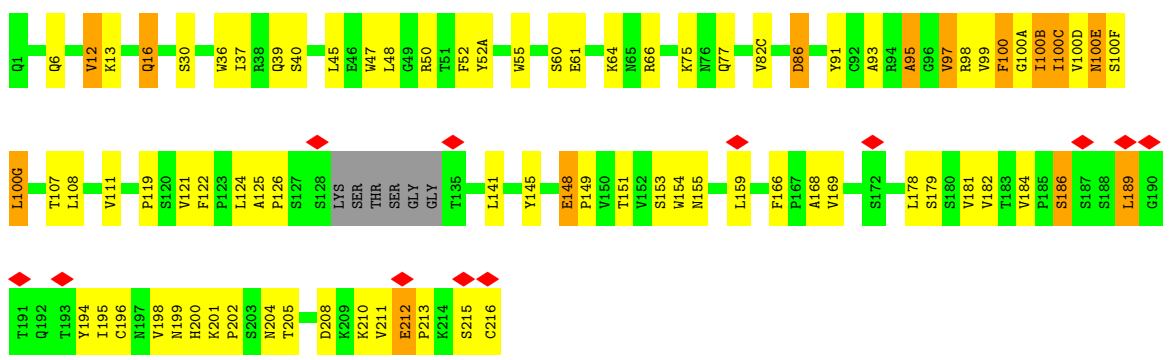 Q1 Q6 V12 K13 Q16 S30 W36 I37 R38 Q39 S40 L45 E46 W47 L48 G49 R50 T51 F52 Y52A W55 S60 E61 K64 N65 R66 K75 N76 Q77 V82C D86 Y91 C92 A93 R94 A95 G96 V97 R98 V99 F100 G100A I100B I100C V100D N100E S100F
L100G T107 L108 V111 P119 S120 V121 F122 P123 L124 A125 P126 S127 S128 LYS SER THR SER GLY GLY T135 L141 Y145 E148 P149 V150 T151 V152 S153 W154 N155 L159 F166 P167 A168 V169 S172 L178 S179 S180 V181 V182 T183 V184 P185 S186 S187 S188 L189 G190
T191 Q192 T193 Y194 I195 C196 N197 V198 N199 H200 K201 P202 S203 N204 T205 D208 K209 K210 V211 E212 P213 K214 S215 C216